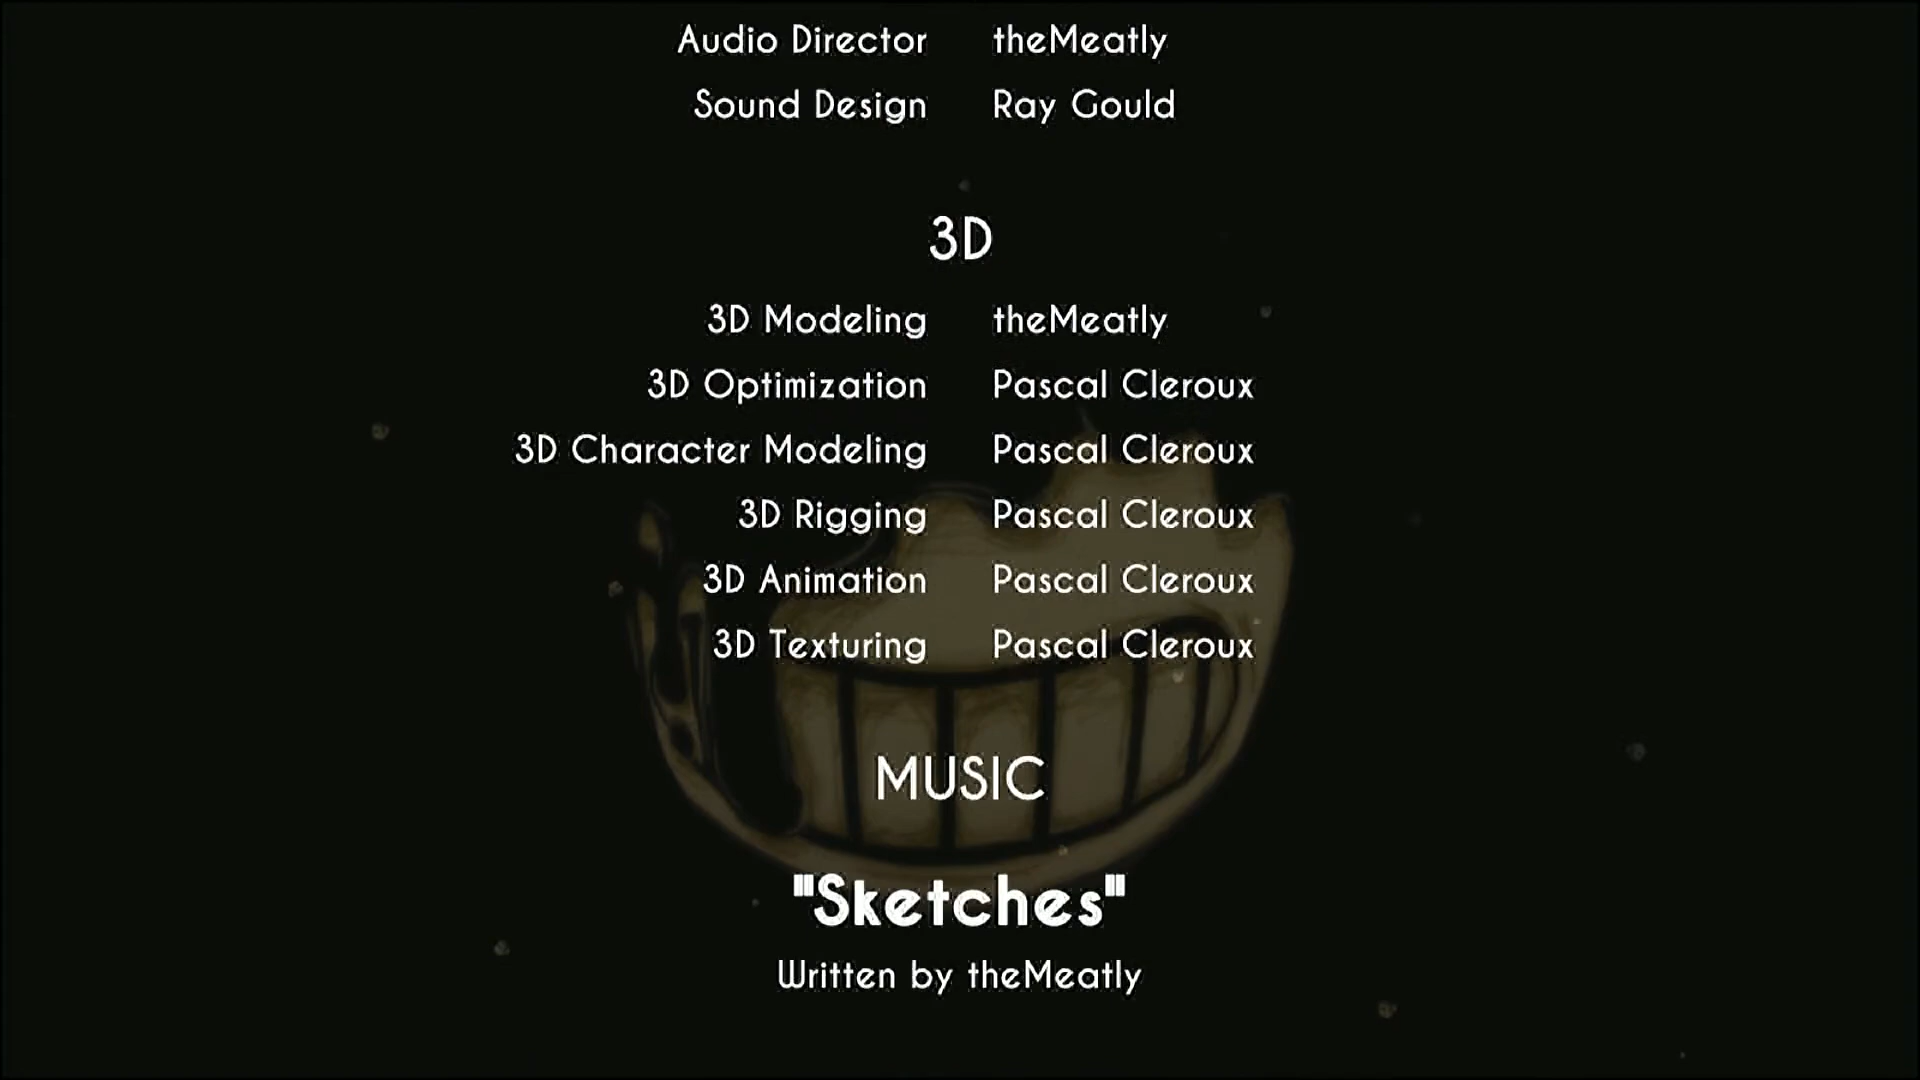 Audio Director theMeatly
Sound Design Ray Gould
3D
3D Modeling theMeatly
3D Optimization Pascal Cleroux
3D Character Modeling Pascal Cleroux
3D Rigging Pascal Cleroux
3D Animation Pascal Cleroux
3D Texturing Pascal Cleroux
MUSIC
"Sketches"
Written by theMeatly